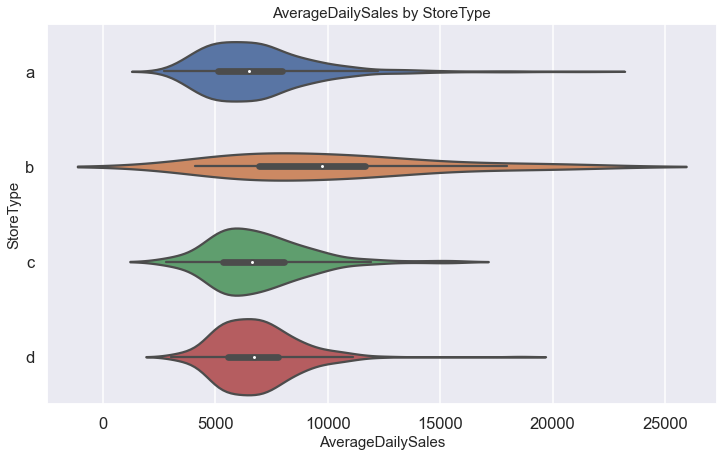 AverageDailySales by StoreType
StoreType
a
b
c
d
0 5000 10000 15000 20000 25000
AverageDailySales